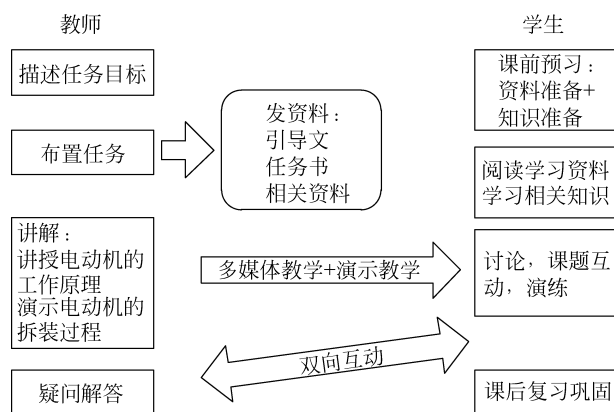 教师
描述任务目标
布置任务
讲解：
讲授电动机的
工作原理
演示电动机的
拆装过程
疑问解答
发资料：
引导文
任务书
相关资料
多媒体教学+演示教学
双向互动
学生
课前预习：
资料准备+
知识准备
阅读学习资料
学习相关知识
讨论，课题互
动，演练
课后复习巩固